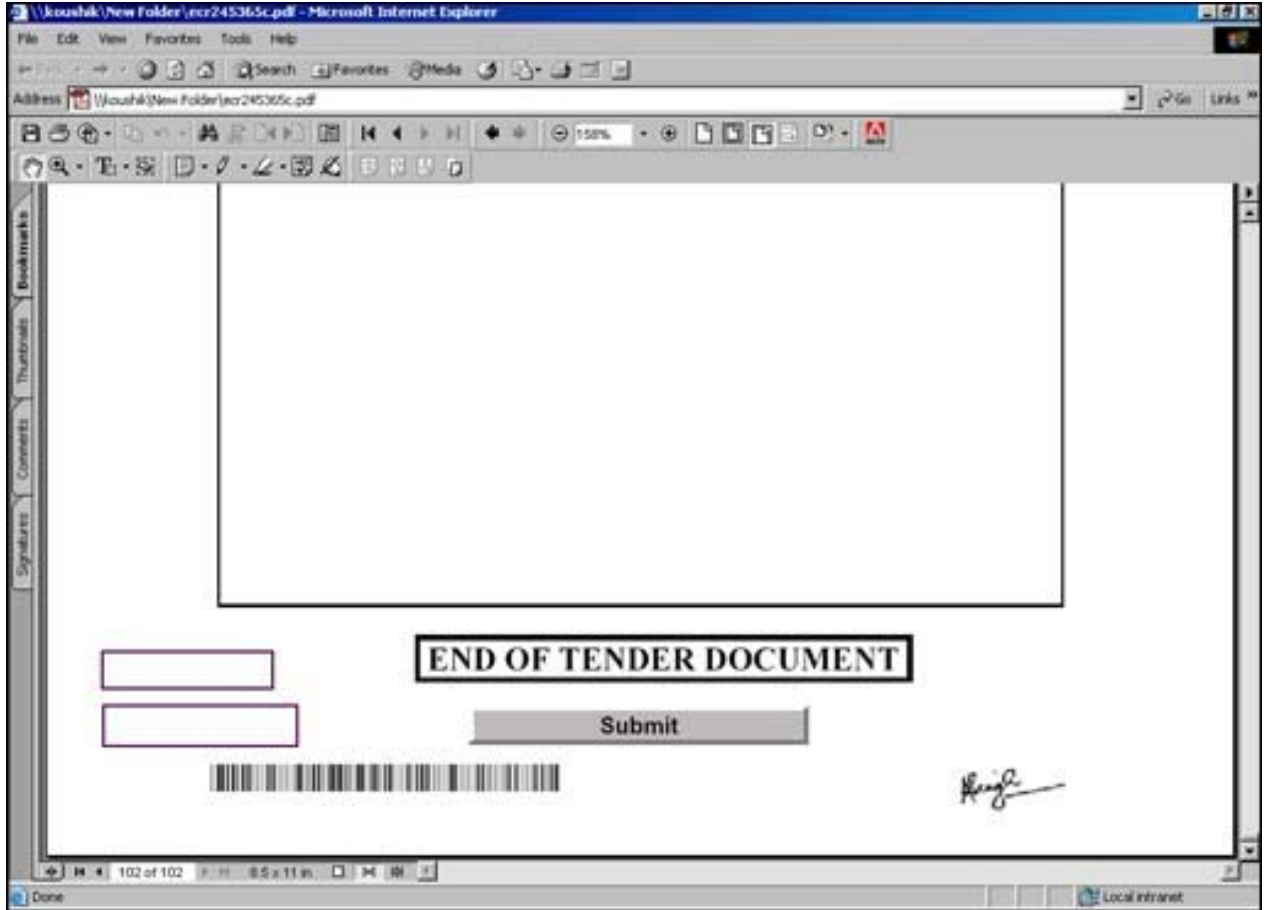 \\koushik\New Folder\ecr245365c.pdf - Microsoft Internet Explorer
File Edit View Favorites Tools Help
Search Favorites Media
Address \\koushik\New Folder\ecr245365c.pdf Go Links »
158%
Bookmarks
Thumbnails
Comments
Signatures
END OF TENDER DOCUMENT
Submit
102 of 102 8.5 x 11 in
Done Local intranet